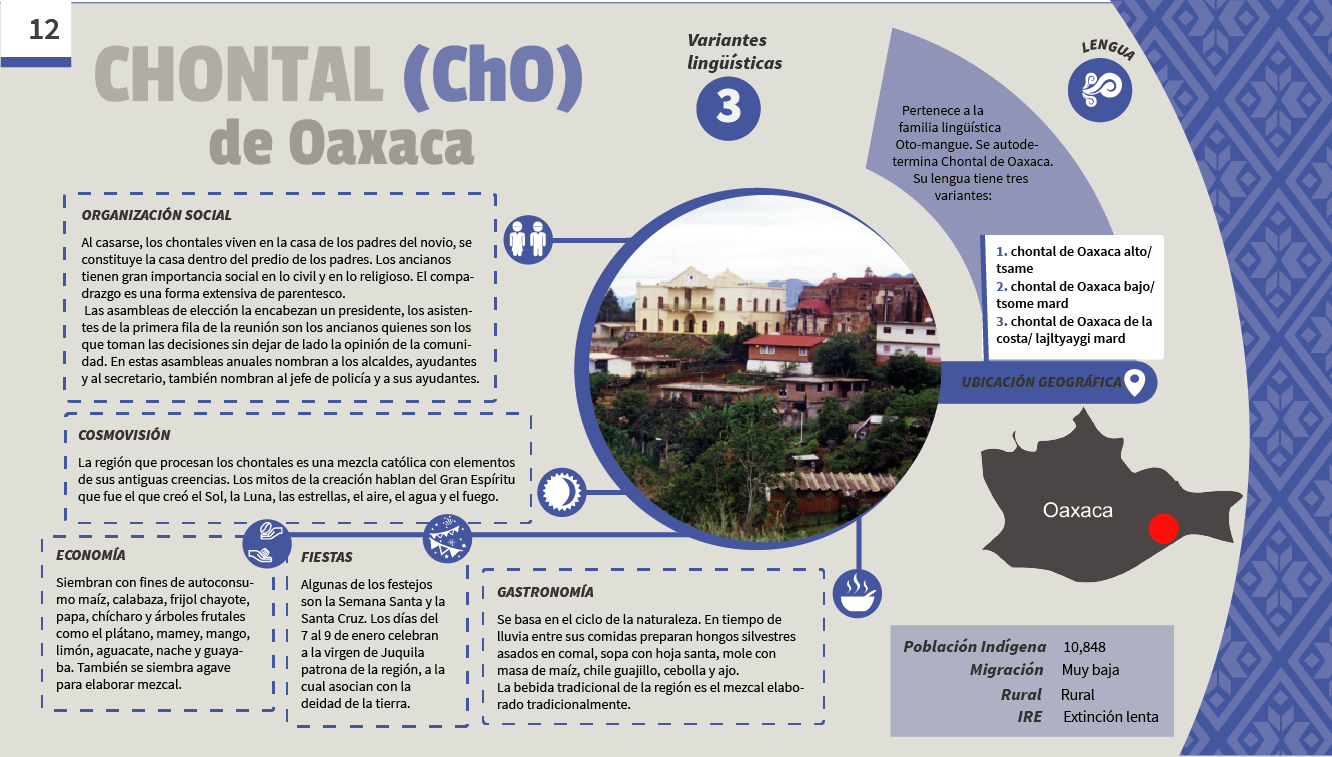 12
CHONTAL (ChO)
de Oaxaca
Variantes
lingüísticas
3
LENGUA
Pertenece a la
familia lingüística
Oto-mangue. Se autode-
termina Chontal de Oaxaca.
Su lengua tiene tres
variantes:
1. chontal de Oaxaca alto/
tsame
2. chontal de Oaxaca bajo/
tsome mard
3. chontal de Oaxaca de la
costa/ lajltyaygi mard
UBICACIÓN GEOGRÁFICA
Oaxaca
ORGANIZACIÓN SOCIAL
Al casarse, los chontales viven en la casa de los padres del novio, se
constituye la casa dentro del predio de los padres. Los ancianos
tienen gran importancia social en lo civil y en lo religioso. El compa-
drazgo es una forma extensiva de parentesco.
Las asambleas de elección la encabezan un presidente, los asisten-
tes de la primera fila de la reunión son los ancianos quienes son los
que toman las decisiones sin dejar de lado la opinión de la comuni-
dad. En estas asambleas anuales nombran a los alcaldes, ayudantes
y al secretario, también nombran al jefe de policía y a sus ayudantes.
COSMOVISIÓN
La región que procesan los chontales es una mezcla católica con elementos
de sus antiguas creencias. Los mitos de la creación hablan del Gran Espíritu
que fue el que creó el Sol, la Luna, las estrellas, el aire, el agua y el fuego.
ECONOMÍA
Siembran con fines de autoconsu-
mo maíz, calabaza, frijol chayote,
papa, chícharo y árboles frutales
como el plátano, mamey, mango,
limón, aguacate, nache y guaya-
ba. También se siembra agave
para elaborar mezcal.
FIESTAS
Algunas de los festejos
son la Semana Santa y la
Santa Cruz. Los días del
7 al 9 de enero celebran
a la virgen de Juquila
patrona de la región, a la
cual asocian con la
deidad de la tierra.
GASTRONOMÍA
Se basa en el ciclo de la naturaleza. En tiempo de
lluvia entre sus comidas preparan hongos silvestres
asados en comal, sopa con hoja santa, mole con
masa de maíz, chile guajillo, cebolla y ajo.
La bebida tradicional de la región es el mezcal elabo-
rado tradicionalmente.
Población Indígena 10,848
Migración Muy baja
Rural Rural
IRE Extinción lenta